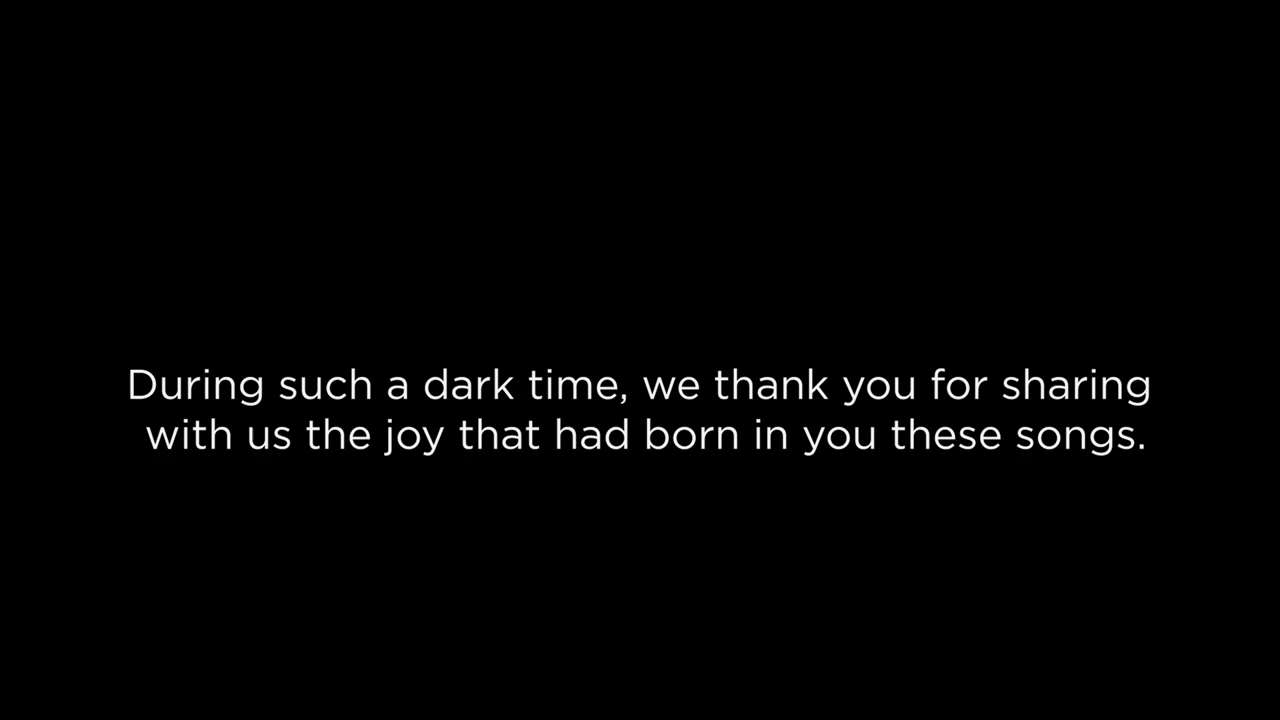 During such a dark time, we thank you for sharing
with us the joy that had born in you these songs.